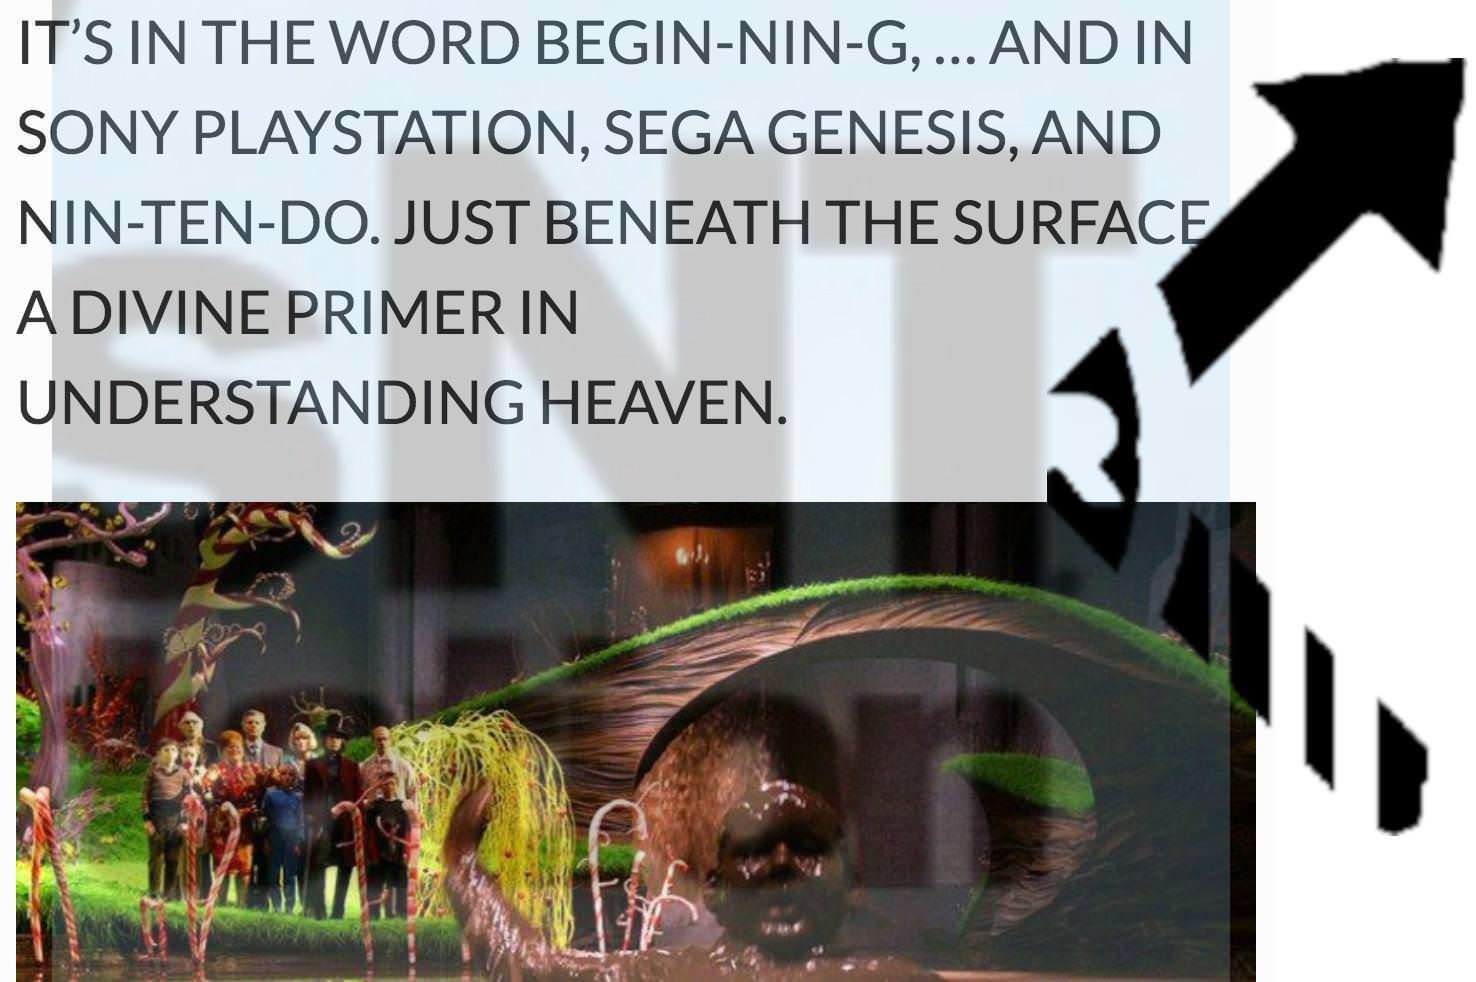 IT’S IN THE WORD BEGIN-NIN-G, ... AND IN
SONY PLAYSTATION, SEGA GENESIS, AND
NIN-TEN-DO. JUST BENEATH THE SURFACE
A DIVINE PRIMER IN
UNDERSTANDING HEAVEN.
sNT